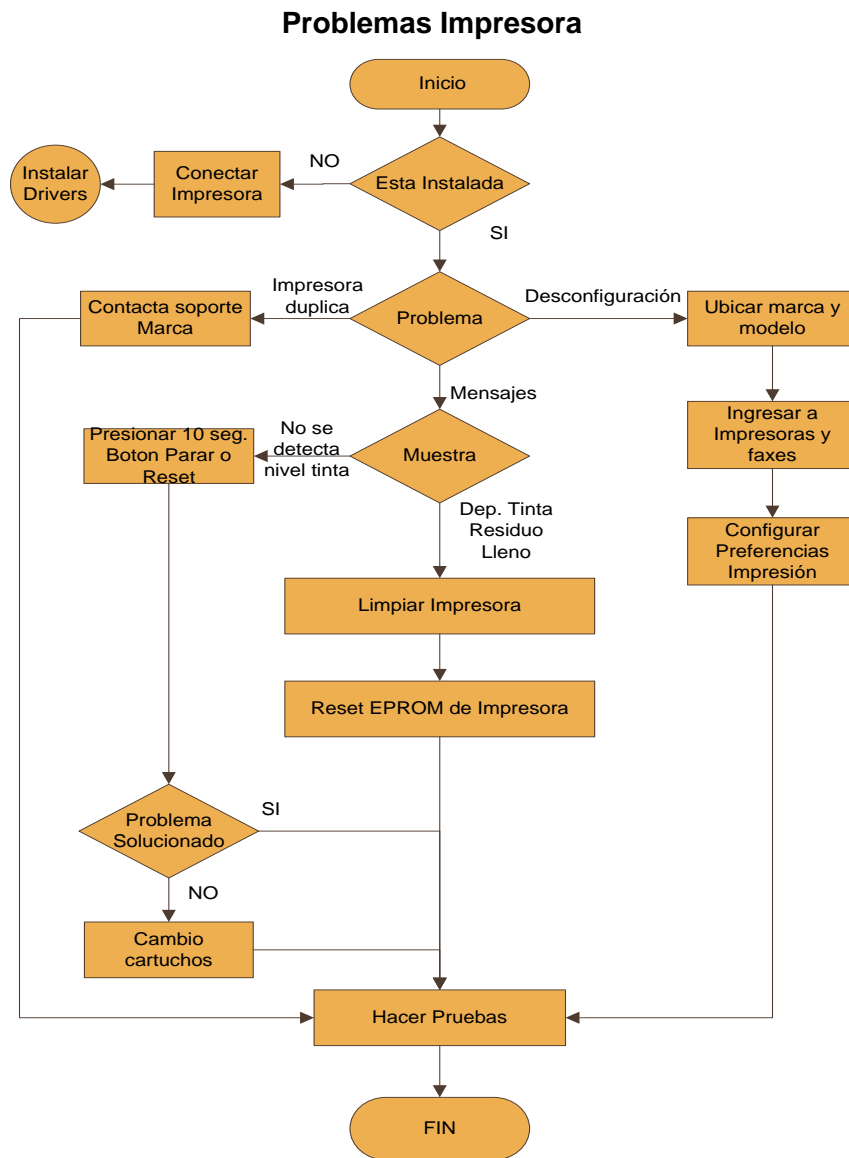 Problemas Impresora
Inicio
NO
Instalar
Drivers
Conectar
Impresora
Esta Instalada
SI
Impresora
duplica
Desconfiguración
Contacta soporte
Marca
Problema
Ubicar marca y
modelo
Mensajes
No se
detecta
nivel tinta
Presionar 10 seg.
Boton Parar o
Reset
Muestra
Ingresar a
Impresoras y
faxes
Dep. Tinta
Residuo
Lleno
Configurar
Preferencias
Impresión
Limpiar Impresora
Reset EPROM de Impresora
Problema
Solucionado
SI
NO
Cambio
cartuchos
Hacer Pruebas
FIN